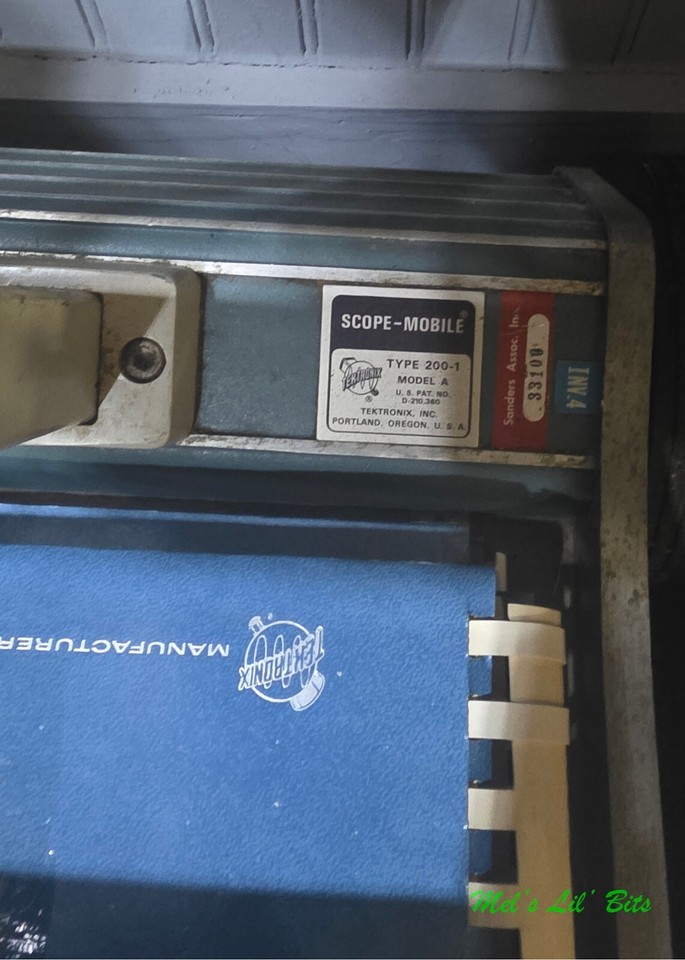 SCOPE-MOBILE®
TEKTRONIX
®
TYPE 200-1
MODEL A
U. S. PAT. NO.
D-210,360
TEKTRONIX, INC.
PORTLAND, OREGON, U. S. A.
Sanders Assoc. Inc
33100
INV.4
MANUFACTURER
TEKTRONIX
Mel's Lil' Bits